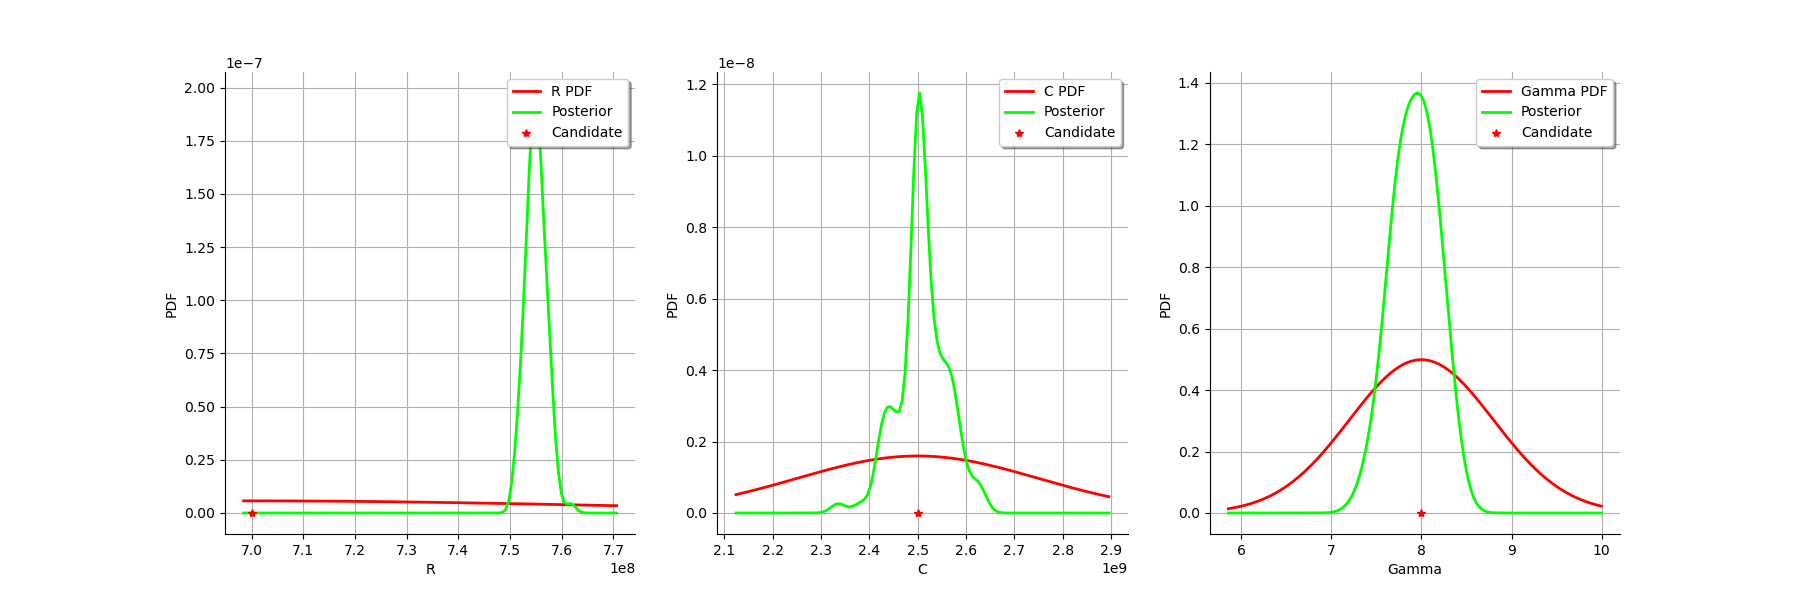 1e−7
2.00
1.75
1.50
1.25
1.00
0.75
0.50
0.25
0.00
PDF
7.0 7.1 7.2 7.3 7.4 7.5 7.6 7.7
1e8
R
R PDF
Posterior
Candidate
1e−8
1.2
1.0
0.8
0.6
0.4
0.2
0.0
PDF
2.1 2.2 2.3 2.4 2.5 2.6 2.7 2.8 2.9
1e9
C
C PDF
Posterior
Candidate
1.4
1.2
1.0
0.8
0.6
0.4
0.2
0.0
PDF
6 7 8 9 10
Gamma
Gamma PDF
Posterior
Candidate